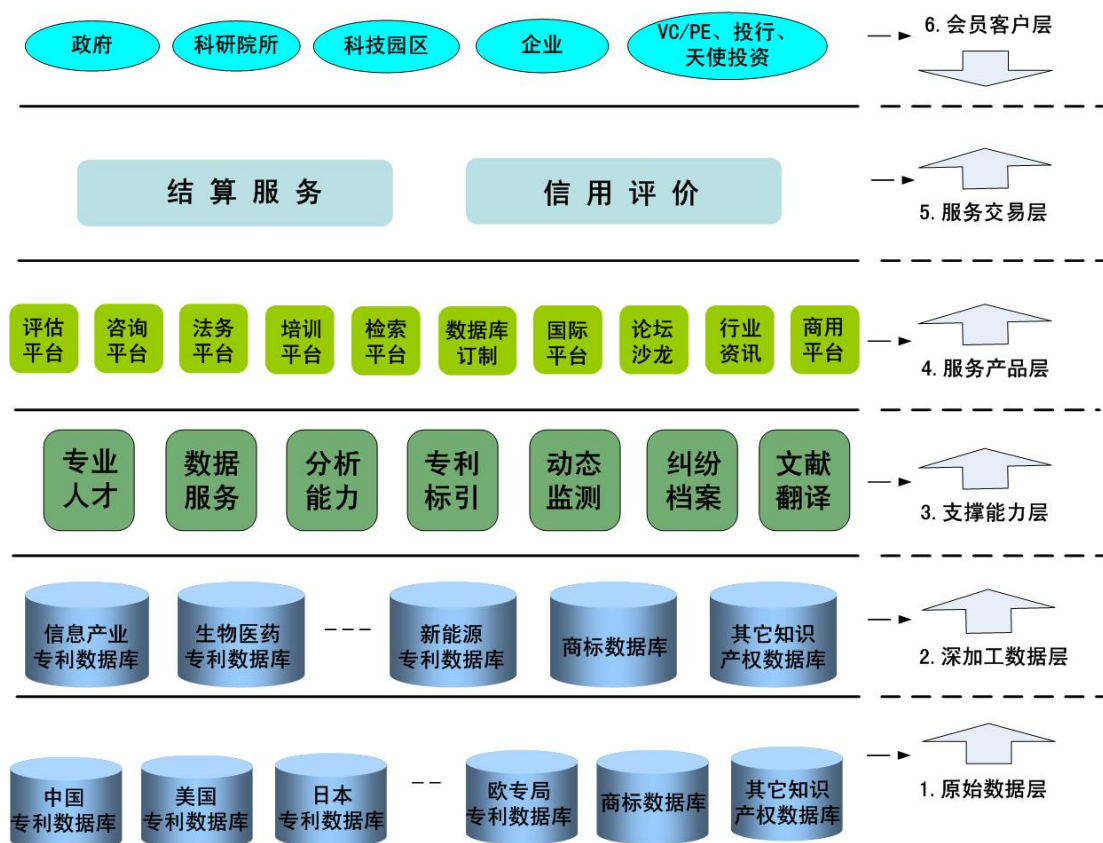 政府
科研院所
科技园区
企业
VC/PE、投行、
天使投资
6. 会员客户层
结 算 服 务
信 用 评 价
5. 服务交易层
评估
平台
咨询
平台
法务
平台
培训
平台
检索
平台
数据库
订制
国际
平台
论坛
沙龙
行业
资讯
商用
平台
4. 服务产品层
专业
人才
数据
服务
分析
能力
专利
标引
动态
监测
纠纷
档案
文献
翻译
3. 支撑能力层
信息产业
专利数据库
生物医药
专利数据库
新能源
专利数据库
商标数据库
其它知识
产权数据库
2. 深加工数据层
中国
专利数据库
美国
专利数据库
日本
专利数据库
欧专局
专利数据库
商标数据库
其它知识
产权数据库
1. 原始数据层